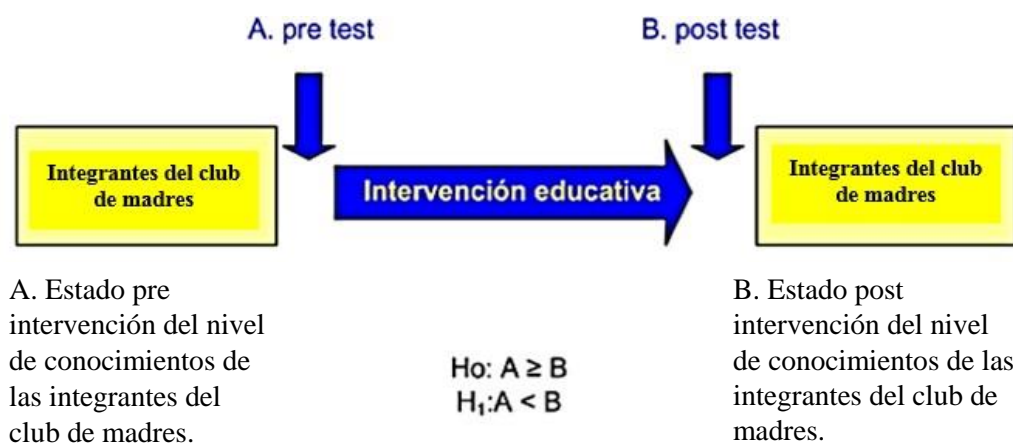 A. pre test
B. post test
Integrantes del club
de madres
Intervención educativa
Integrantes del club
de madres
A. Estado pre
intervención del nivel
de conocimientos de
las integrantes del
club de madres.
Ho: A ≥ B
H₁:A < B
B. Estado post
intervención del nivel
de conocimientos de las
integrantes del club de
madres.